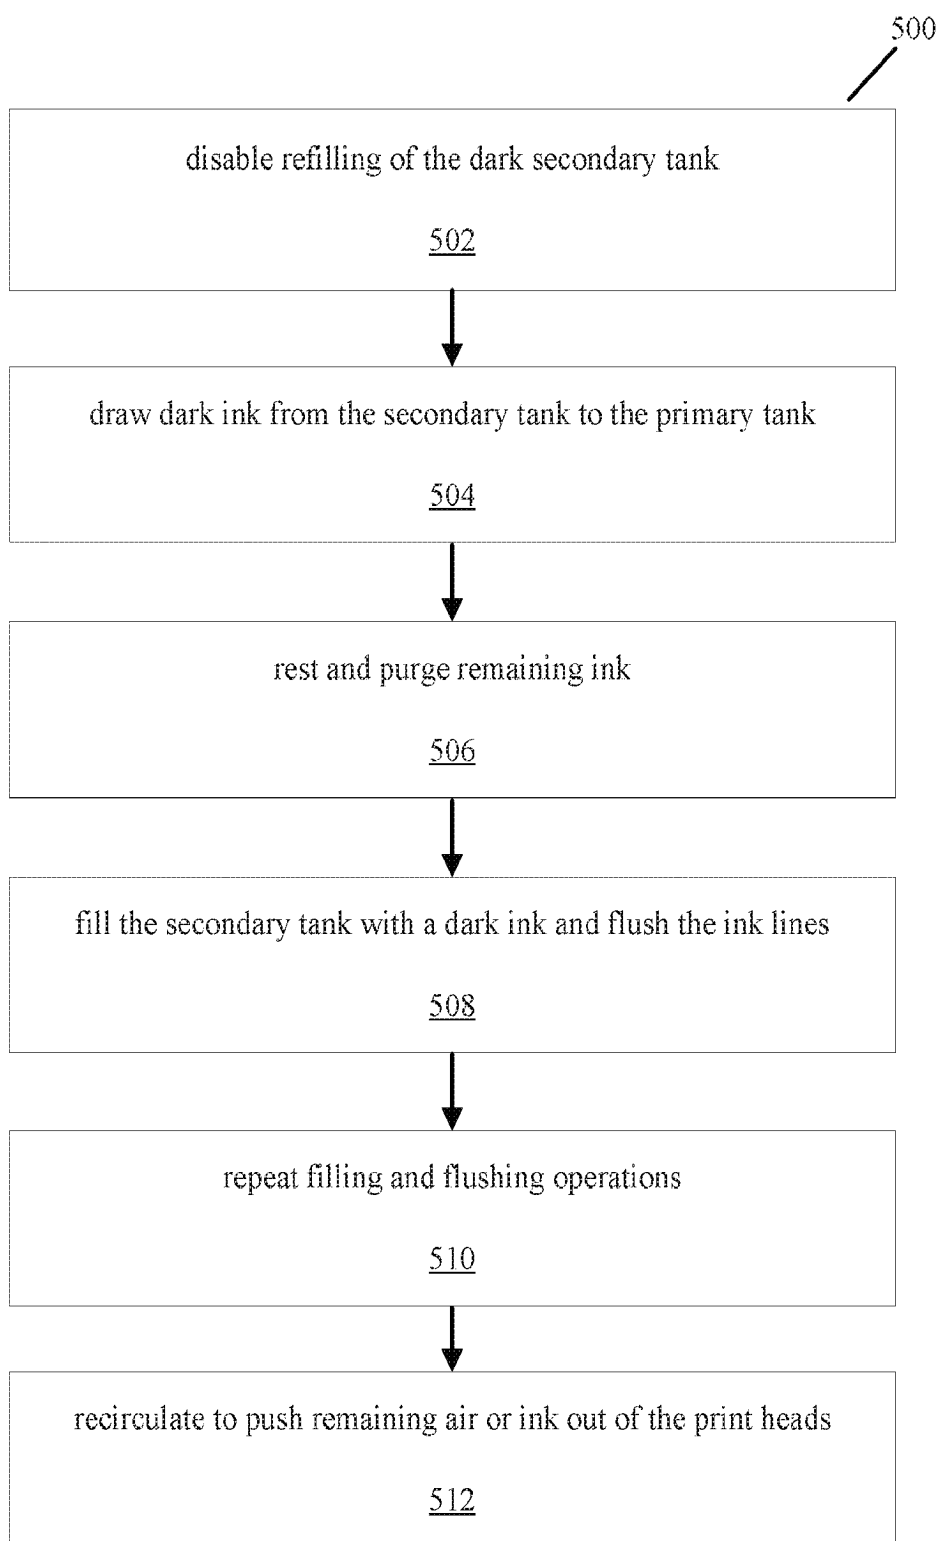 500
disable refilling of the dark secondary tank
502
draw dark ink from the secondary tank to the primary tank
504
rest and purge remaining ink
506
fill the secondary tank with a dark ink and flush the ink lines
508
repeat filling and flushing operations
510
recirculate to push remaining air or ink out of the print heads
512